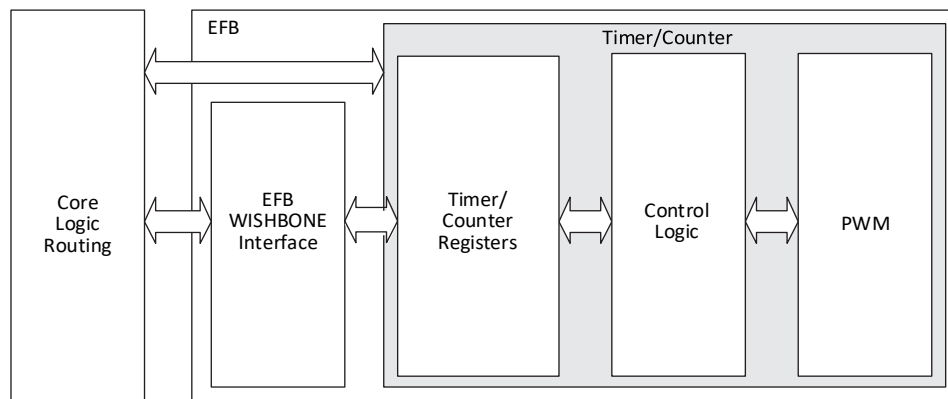 EFB
Timer/Counter
Core
Logic
Routing
EFB
WISHBONE
Interface
Timer/
Counter
Registers
Control
Logic
PWM